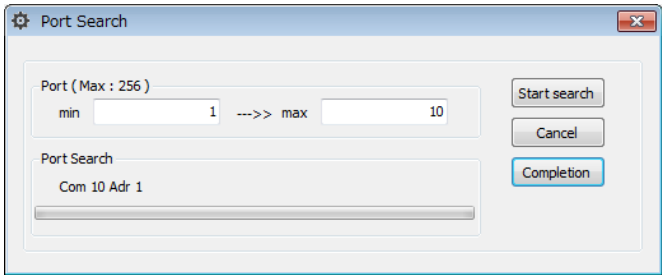 Port Search
Port ( Max : 256 )
min 1 --->> max 10
Start search
Cancel
Port Search
Com 10 Adr 1
Completion